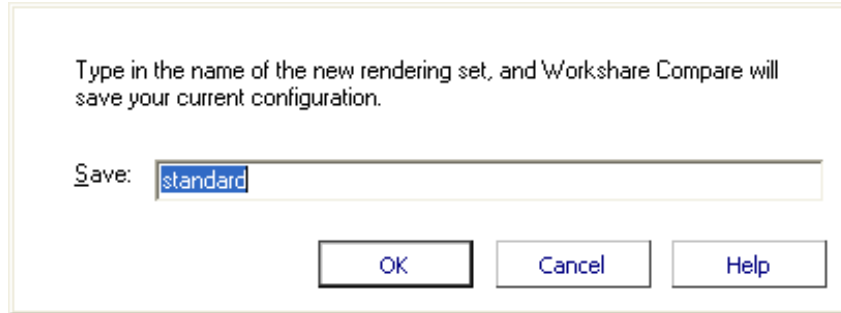 Type in the name of the new rendering set, and Workshare Compare will
save your current configuration.
Save: standard
OK Cancel Help